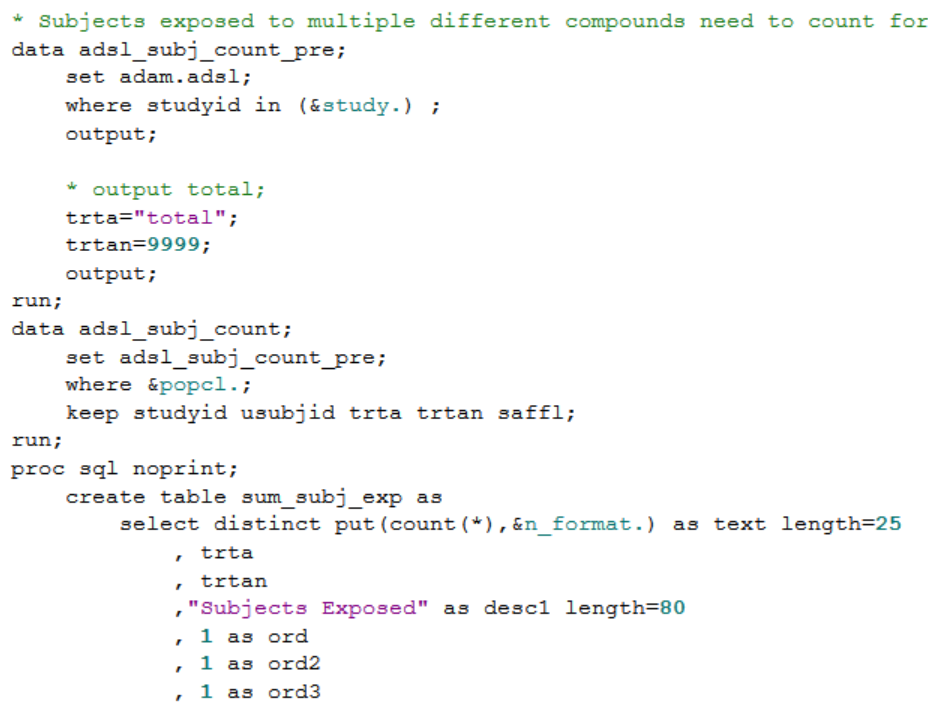 * Subjects exposed to multiple different compounds need to count for
data adsl_subj_count_pre;
    set adam.adsl;
    where studyid in (&study.) ;
    output;

    * output total;
    trta="total";
    trtan=9999;
    output;
run;
data adsl_subj_count;
    set adsl_subj_count_pre;
    where &popcl.;
    keep studyid usubjid trta trtan saffl;
run;
proc sql noprint;
    create table sum_subj_exp as
        select distinct put(count(*),&n_format.) as text length=25
            , trta
            , trtan
            ,"Subjects Exposed" as desc1 length=80
            , 1 as ord
            , 1 as ord2
            , 1 as ord3